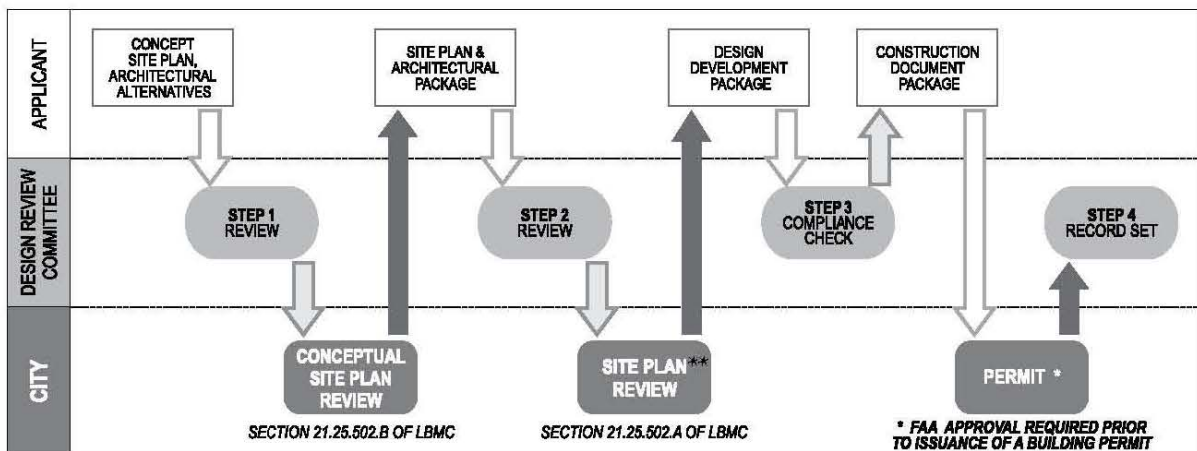 APPLICANT
CONCEPT
SITE PLAN,
ARCHITECTURAL
ALTERNATIVES
SITE PLAN &
ARCHITECTURAL
PACKAGE
DESIGN
DEVELOPMENT
PACKAGE
CONSTRUCTION
DOCUMENT
PACKAGE
DESIGN REVIEW
COMMITTEE
STEP 1
REVIEW
STEP 2
REVIEW
STEP 3
COMPLIANCE
CHECK
STEP 4
RECORD SET
CITY
CONCEPTUAL
SITE PLAN
REVIEW
SECTION 21.25.502.B OF LBMC
SITE PLAN**
REVIEW
SECTION 21.25.502.A OF LBMC
PERMIT *
* FAA APPROVAL REQUIRED PRIOR
TO ISSUANCE OF A BUILDING PERMIT